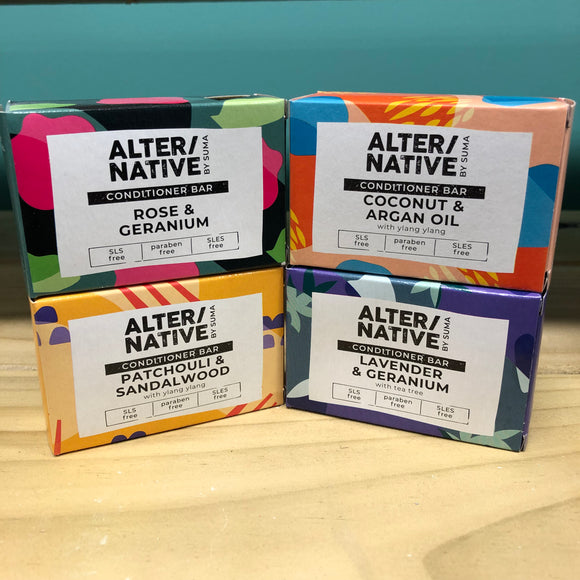 ALTER/
NATIVE
BY SUMA
CONDITIONER BAR
ROSE &
GERANIUM
SLS
free
paraben
free
SLES
free
ALTER/
NATIVE
BY SUMA
CONDITIONER BAR
COCONUT &
ARGAN OIL
with ylang ylang
SLS
free
paraben
free
SLES
free
ALTER/
NATIVE
BY SUMA
CONDITIONER BAR
PATCHOULI &
SANDALWOOD
with ylang ylang
SLS
free
paraben
free
SLES
free
ALTER/
NATIVE
BY SUMA
CONDITIONER BAR
LAVENDER
& GERANIUM
with tea tree
SLS
free
paraben
free
SLES
free